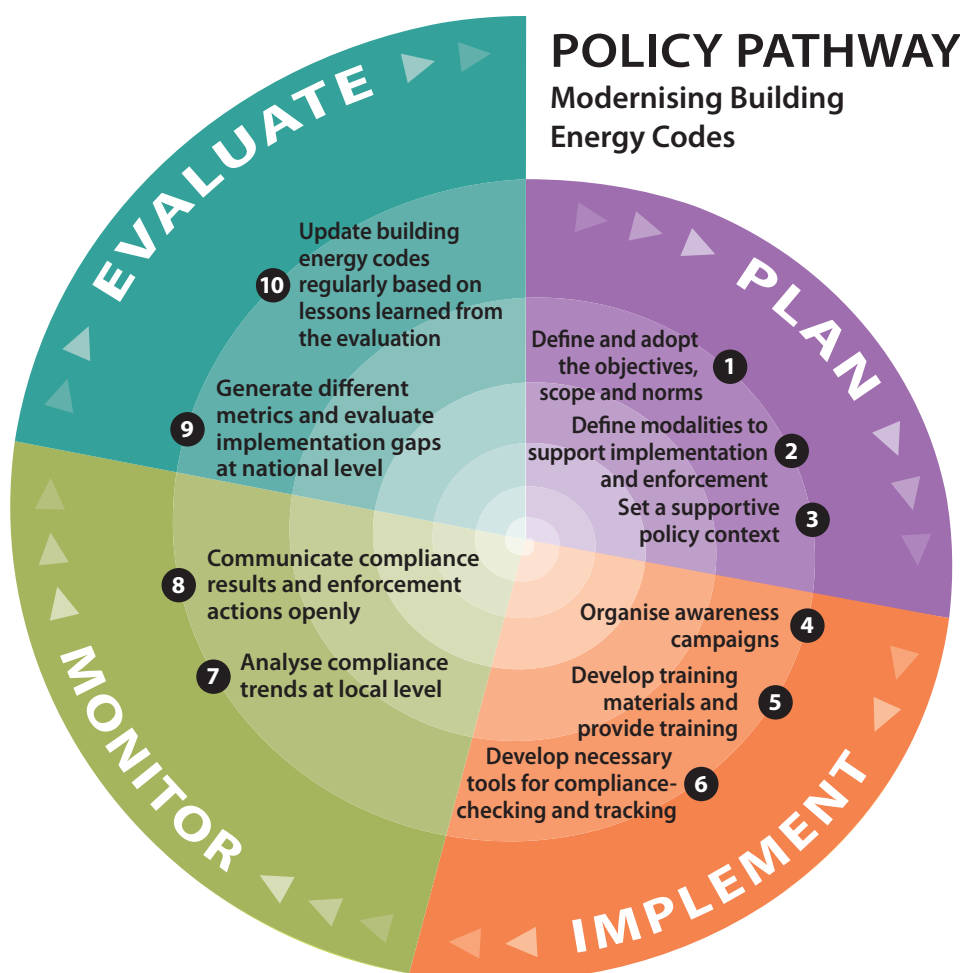 POLICY PATHWAY
Modernising Building
Energy Codes
PLAN
1
Define and adopt
the objectives,
scope and norms
2
Define modalities to
support implementation
and enforcement
3
Set a supportive
policy context
IMPLEMENT
4
Organise awareness
campaigns
5
Develop training
materials and
provide training
6
Develop necessary
tools for compliance-
checking and tracking
MONITOR
7
Analyse compliance
trends at local level
8
Communicate compliance
results and enforcement
actions openly
EVALUATE
9
Generate different
metrics and evaluate
implementation gaps
at national level
10
Update building
energy codes
regularly based on
lessons learned from
the evaluation